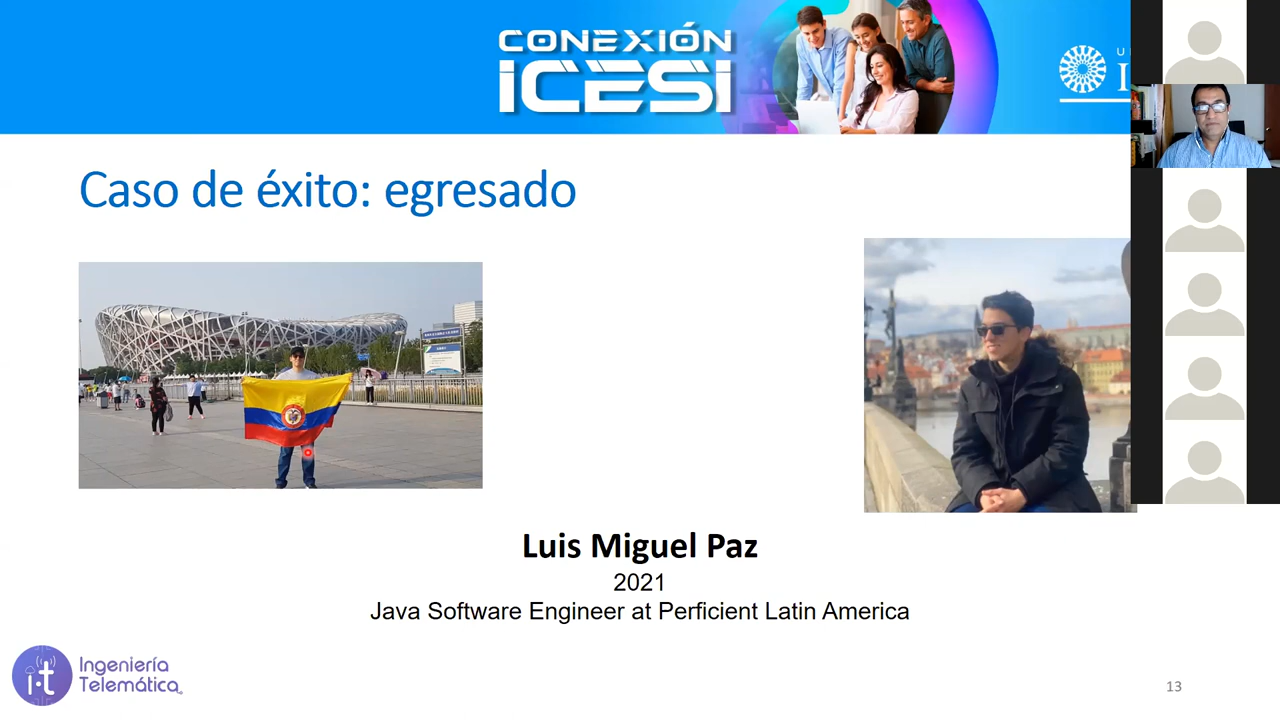 CONEXIÓN
ICESI
U
I
Caso de éxito: egresado
Luis Miguel Paz
2021
Java Software Engineer at Perficient Latin America
i·t Ingeniería
Telemática
13